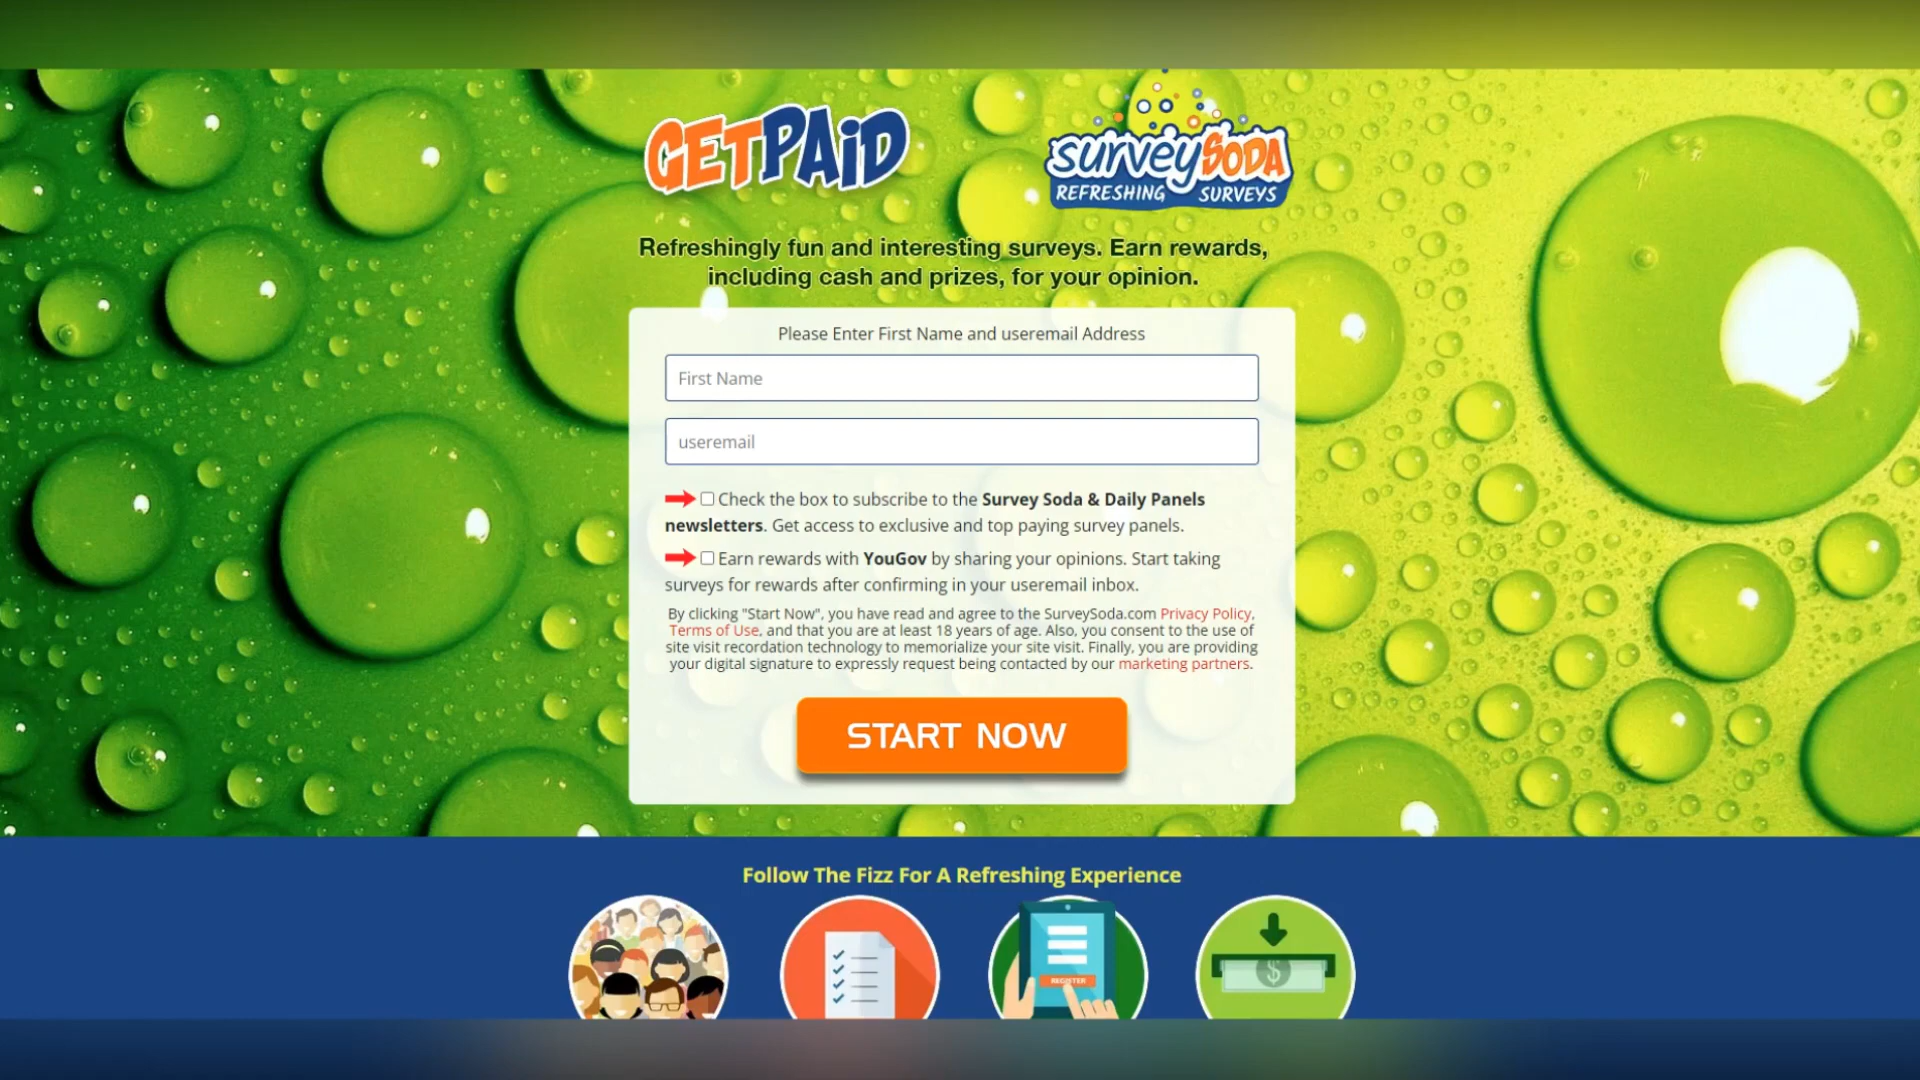 GETPAiD
surveySODA
REFRESHING SURVEYS
Refreshingly fun and interesting surveys. Earn rewards,
including cash and prizes, for your opinion.
Please Enter First Name and useremail Address
First Name
useremail
Check the box to subscribe to the Survey Soda & Daily Panels
newsletters. Get access to exclusive and top paying survey panels.
Earn rewards with YouGov by sharing your opinions. Start taking
surveys for rewards after confirming in your useremail inbox.
By clicking "Start Now", you have read and agree to the SurveySoda.com Privacy Policy,
Terms of Use, and that you are at least 18 years of age. Also, you consent to the use of
site visit recordation technology to memorialize your site visit. Finally, you are providing
your digital signature to expressly request being contacted by our marketing partners.
START NOW
Follow The Fizz For A Refreshing Experience
REGISTER
$